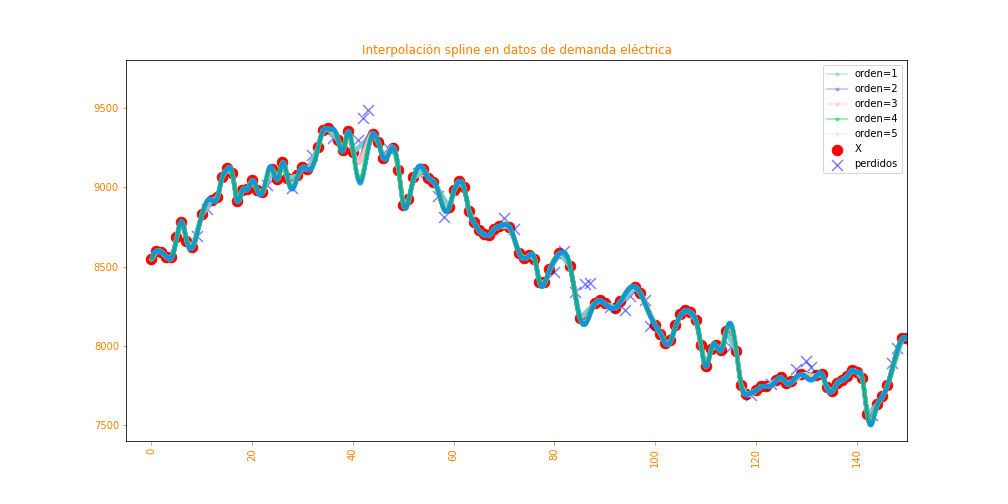 Interpolación spline en datos de demanda eléctrica
orden=1
orden=2
orden=3
orden=4
orden=5
X
perdidos
9500
9000
8500
8000
7500
0
20
40
60
80
100
120
140